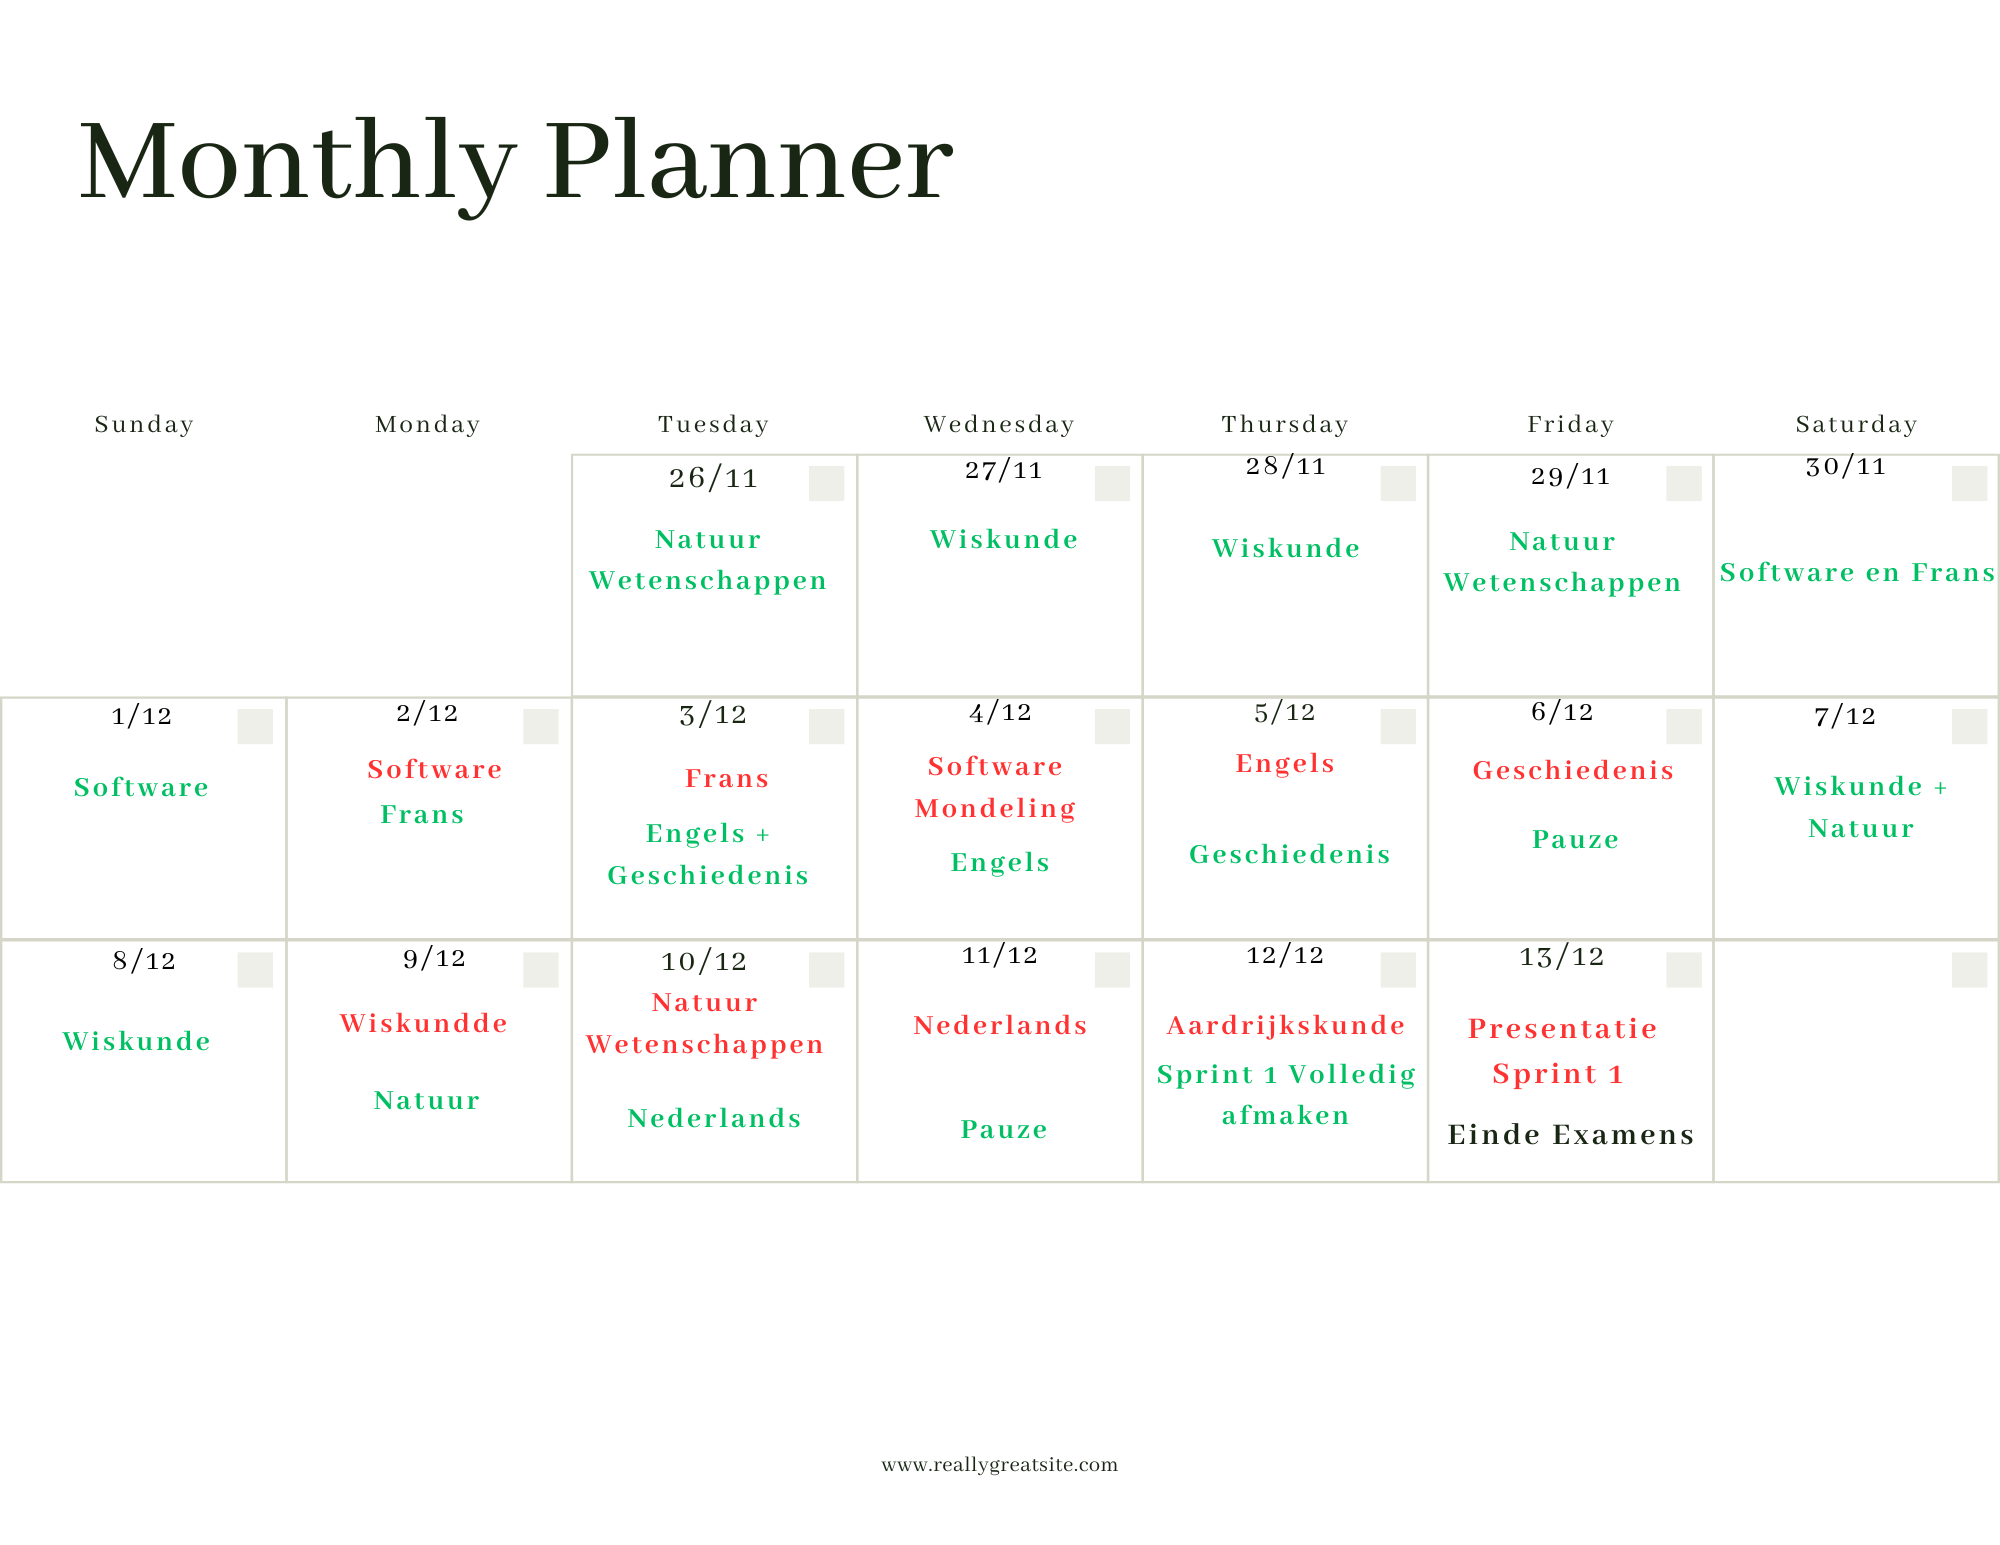 Monthly Planner
Sunday
Monday
Tuesday
Wednesday
Thursday
Friday
Saturday
26/11
Natuur
Wetenschappen
27/11
Wiskunde
28/11
Wiskunde
29/11
Natuur
Wetenschappen
30/11
Software en Frans
1/12
Software
2/12
Software
Frans
3/12
Frans
Engels +
Geschiedenis
4/12
Software
Mondeling
Engels
5/12
Engels
Geschiedenis
6/12
Geschiedenis
Pauze
7/12
Wiskunde +
Natuur
8/12
Wiskunde
9/12
Wiskundde
Natuur
10/12
Natuur
Wetenschappen
Nederlands
11/12
Nederlands
Pauze
12/12
Aardrijkskunde
Sprint 1 Volledig
afmaken
13/12
Presentatie
Sprint 1
Einde Examens
www.reallygreatsite.com